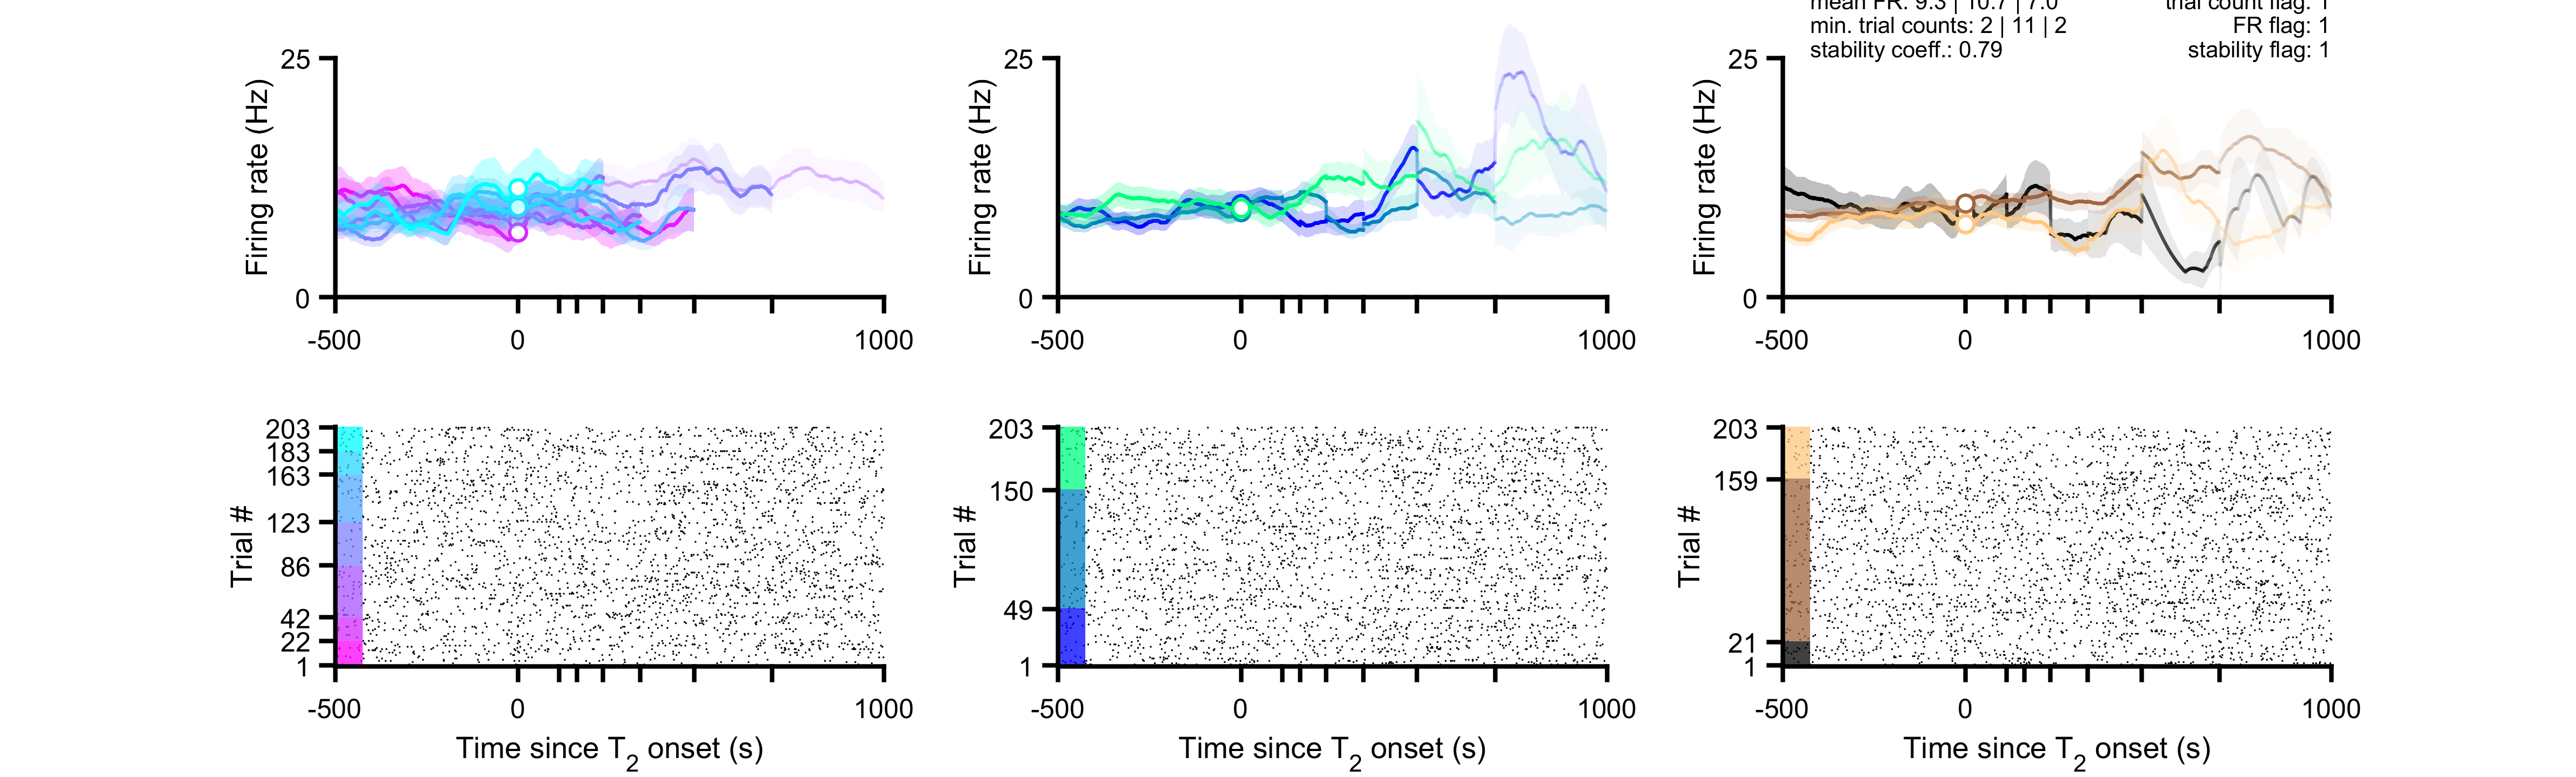 mean FR: 9.3 | 10.7 | 7.0
trial count flag: 1
min. trial counts: 2 | 11 | 2
FR flag: 1
stability coeff.: 0.79
stability flag: 1
25
Firing rate (Hz)
0
-500
0
1000
25
Firing rate (Hz)
0
-500
0
1000
25
Firing rate (Hz)
0
-500
0
1000
203
183
163
123
86
42
22
1
Trial #
-500
0
1000
Time since T2 onset (s)
203
150
49
1
Trial #
-500
0
1000
Time since T2 onset (s)
203
159
21
1
Trial #
-500
0
1000
Time since T2 onset (s)